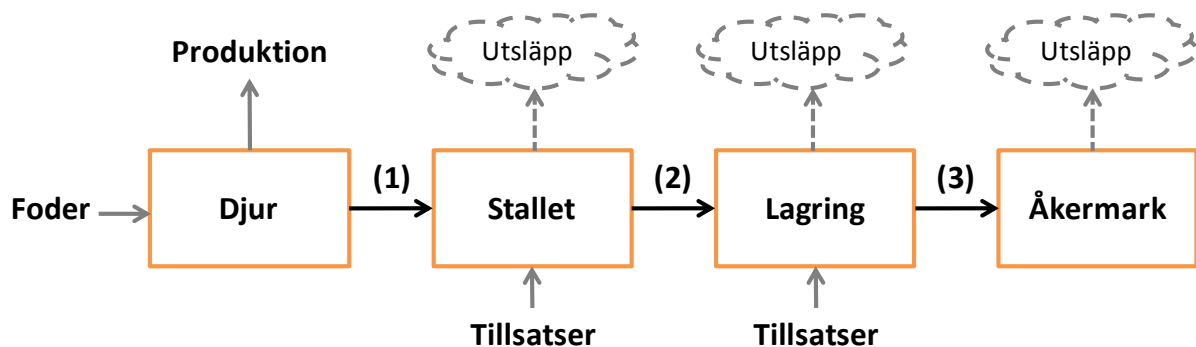 Produktion
Utsläpp
Utsläpp
Utsläpp
Foder
Djur
(1)
Stallet
(2)
Lagring
(3)
Åkermark
Tillsatser
Tillsatser